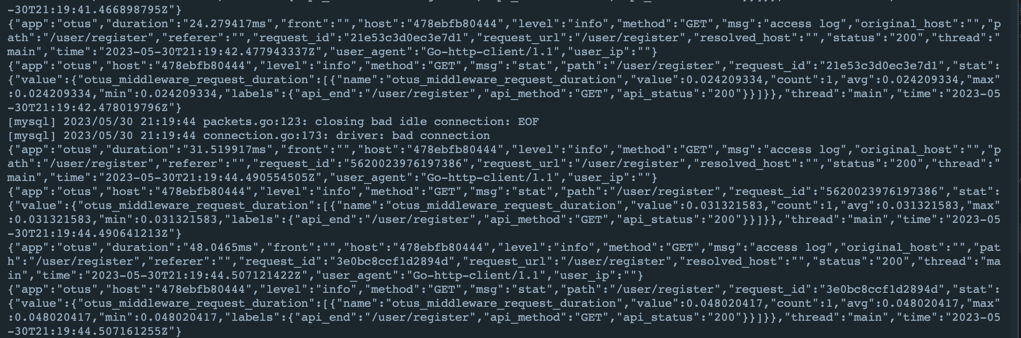 -30T21:19:41.466898795Z"}
{"app":"otus","duration":"24.279417ms","front":"","host":"478ebfb80444","level":"info","method":"GET","msg":"access log","original_host":"","p
ath":"/user/register","referer":"","request_id":"21e53c3d0ec3e7d1","request_url":"/user/register","resolved_host":"","status":"200","thread":"
main","time":"2023-05-30T21:19:42.477943337Z","user_agent":"Go-http-client/1.1","user_ip":""}
{"app":"otus","host":"478ebfb80444","level":"info","method":"GET","msg":"stat","path":"/user/register","request_id":"21e53c3d0ec3e7d1","stat":
{"value":{"otus_middleware_request_duration":[{"name":"otus_middleware_request_duration","value":0.024209334,"count":1,"avg":0.024209334,"max"
:0.024209334,"min":0.024209334,"labels":{"api_end":"/user/register","api_method":"GET","api_status":"200"}}]}},"thread":"main","time":"2023-05
-30T21:19:42.478019796Z"}
[mysql] 2023/05/30 21:19:44 packets.go:123: closing bad idle connection: EOF
[mysql] 2023/05/30 21:19:44 connection.go:173: driver: bad connection
{"app":"otus","duration":"31.519917ms","front":"","host":"478ebfb80444","level":"info","method":"GET","msg":"access log","original_host":"","p
ath":"/user/register","referer":"","request_id":"5620023976197386","request_url":"/user/register","resolved_host":"","status":"200","thread":"
main","time":"2023-05-30T21:19:44.490554505Z","user_agent":"Go-http-client/1.1","user_ip":""}
{"app":"otus","host":"478ebfb80444","level":"info","method":"GET","msg":"stat","path":"/user/register","request_id":"5620023976197386","stat":
{"value":{"otus_middleware_request_duration":[{"name":"otus_middleware_request_duration","value":0.031321583,"count":1,"avg":0.031321583,"max"
:0.031321583,"min":0.031321583,"labels":{"api_end":"/user/register","api_method":"GET","api_status":"200"}}]}},"thread":"main","time":"2023-05
-30T21:19:44.490641213Z"}
{"app":"otus","duration":"48.0465ms","front":"","host":"478ebfb80444","level":"info","method":"GET","msg":"access log","original_host":"","pat
h":"/user/register","referer":"","request_id":"3e0bc8ccf1d2894d","request_url":"/user/register","resolved_host":"","status":"200","thread":"ma
in","time":"2023-05-30T21:19:44.507121422Z","user_agent":"Go-http-client/1.1","user_ip":""}
{"app":"otus","host":"478ebfb80444","level":"info","method":"GET","msg":"stat","path":"/user/register","request_id":"3e0bc8ccf1d2894d","stat":
{"value":{"otus_middleware_request_duration":[{"name":"otus_middleware_request_duration","value":0.048020417,"count":1,"avg":0.048020417,"max"
:0.048020417,"min":0.048020417,"labels":{"api_end":"/user/register","api_method":"GET","api_status":"200"}}]}},"thread":"main","time":"2023-05
-30T21:19:44.507161255Z"}